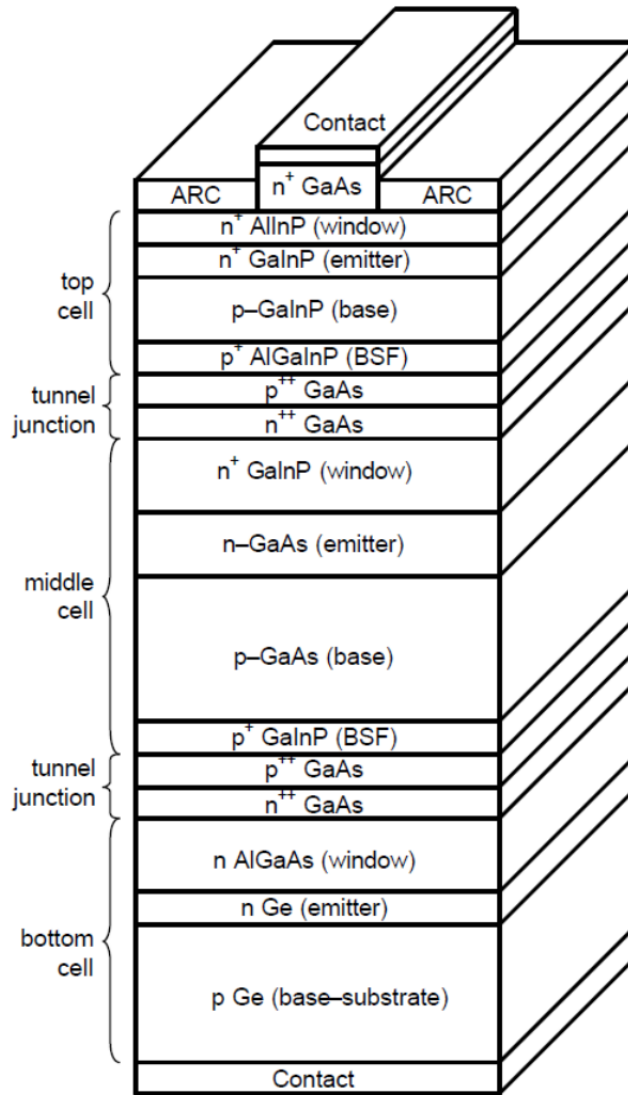 Contact
n+ GaAs
ARC
ARC
n+ AlInP (window)
n+ GaInP (emitter)
p–GaInP (base)
p+ AlGaInP (BSF)
top
cell
p++ GaAs
n++ GaAs
tunnel
junction
n+ GaInP (window)
n–GaAs (emitter)
p–GaAs (base)
p+ GaInP (BSF)
middle
cell
p++ GaAs
n++ GaAs
tunnel
junction
n AlGaAs (window)
n Ge (emitter)
p Ge (base–substrate)
bottom
cell
Contact